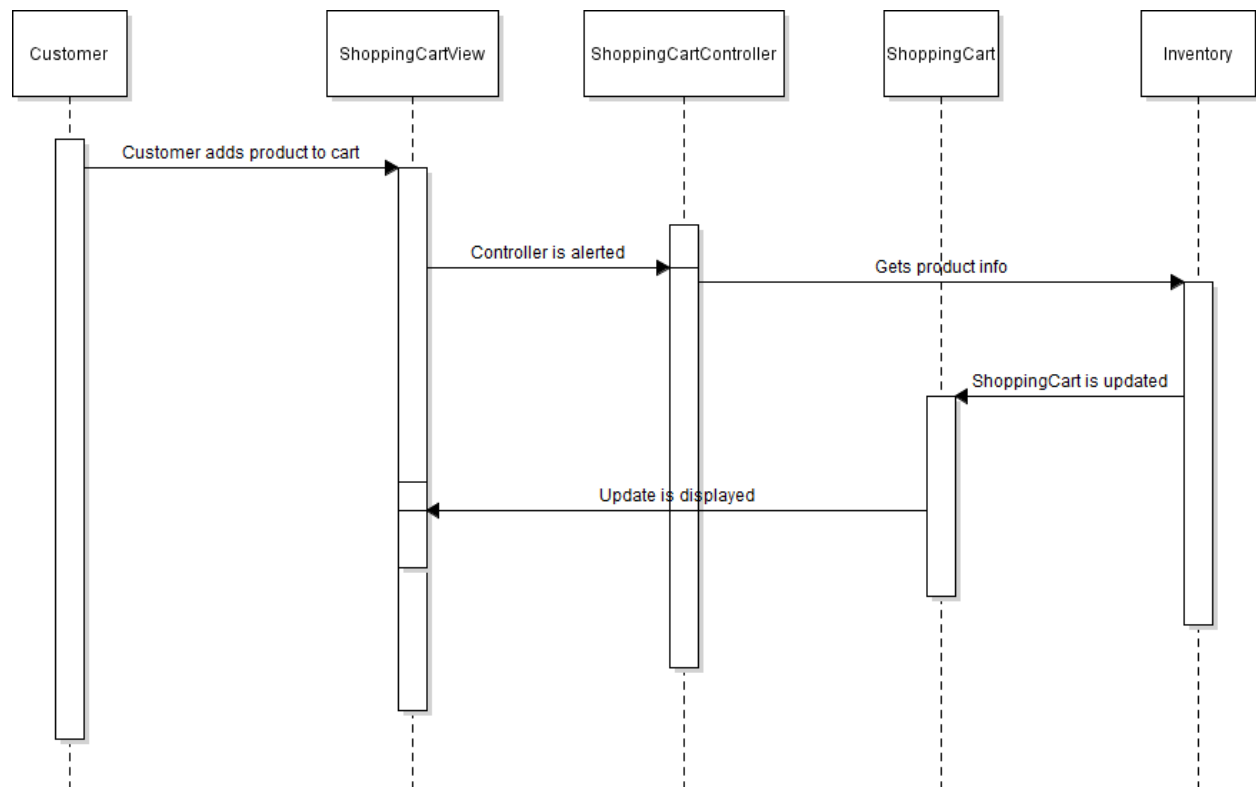 Customer
ShoppingCartView
ShoppingCartController
ShoppingCart
Inventory
Customer adds product to cart
Controller is alerted
Gets product info
ShoppingCart is updated
Update is displayed